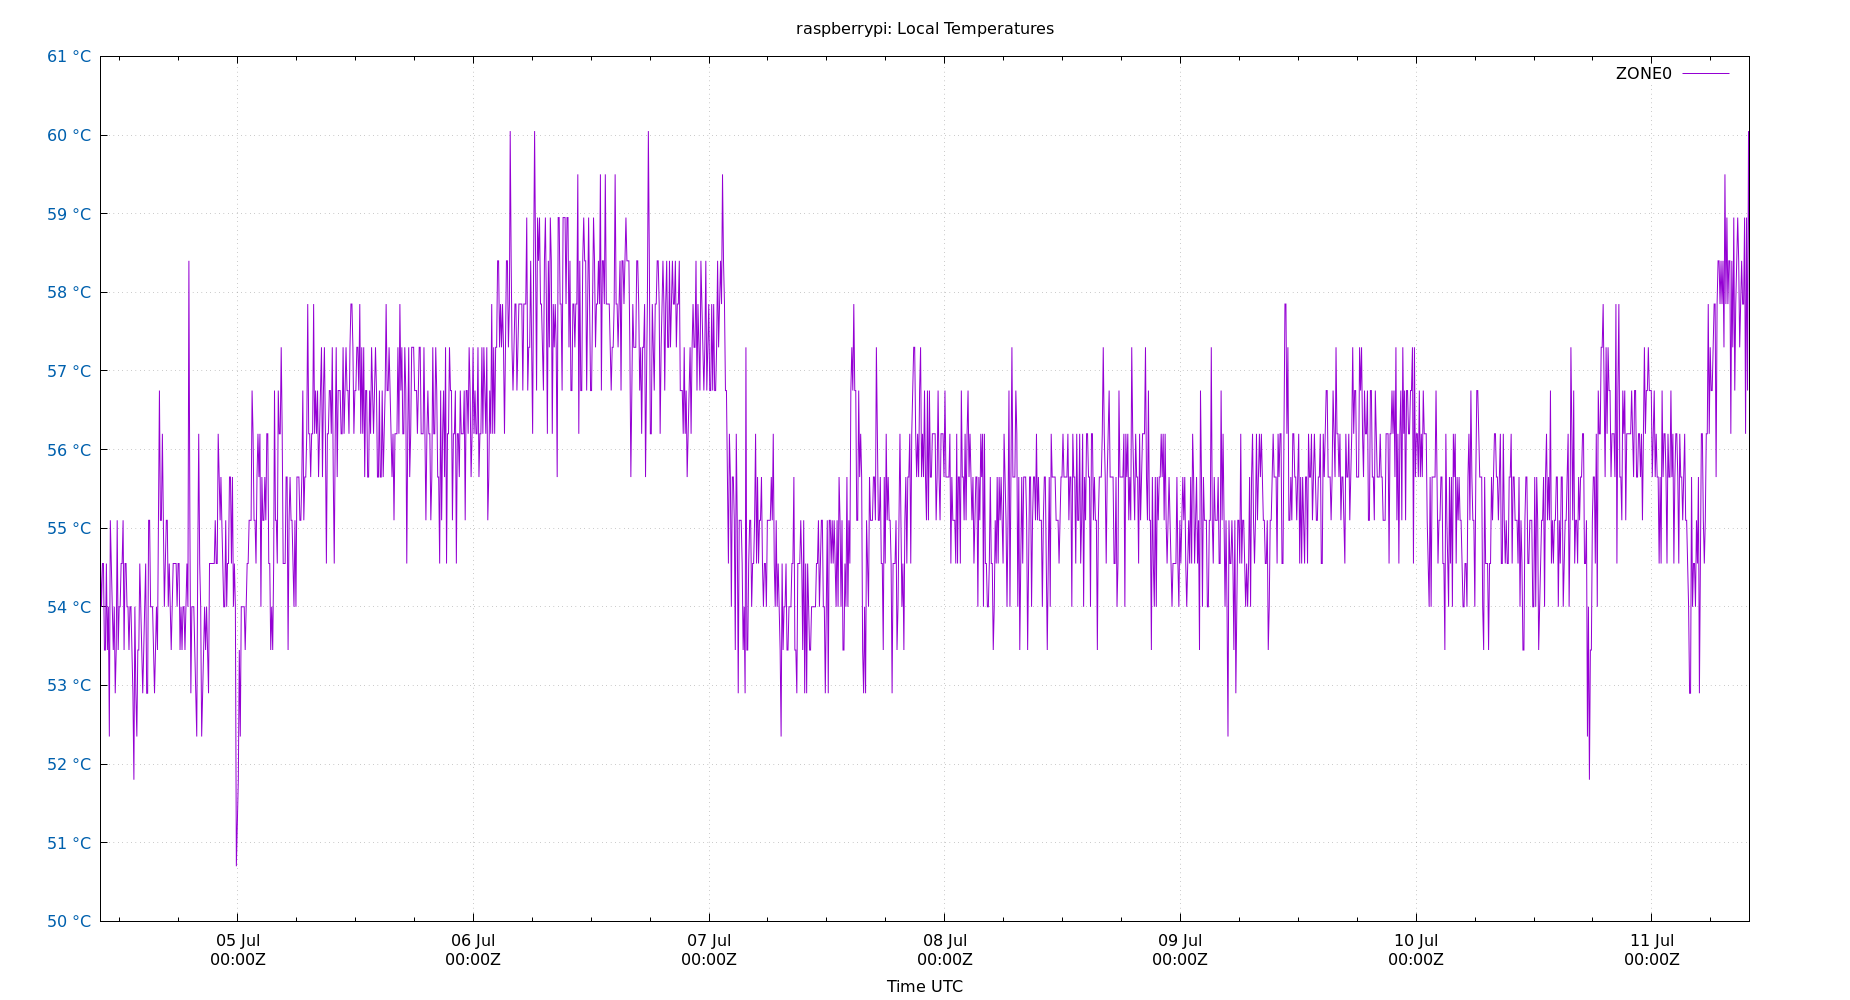 raspberrypi: Local Temperatures
61 °C
ZONE0
60 °C
59 °C
58 °C
57 °C
56 °C
55 °C
54 °C
53 °C
52 °C
51 °C
50 °C
05 Jul 06 Jul 07 Jul 08 Jul 09 Jul 10 Jul 11 Jul
00:00Z 00:00Z 00:00Z 00:00Z 00:00Z 00:00Z 00:00Z
Time UTC